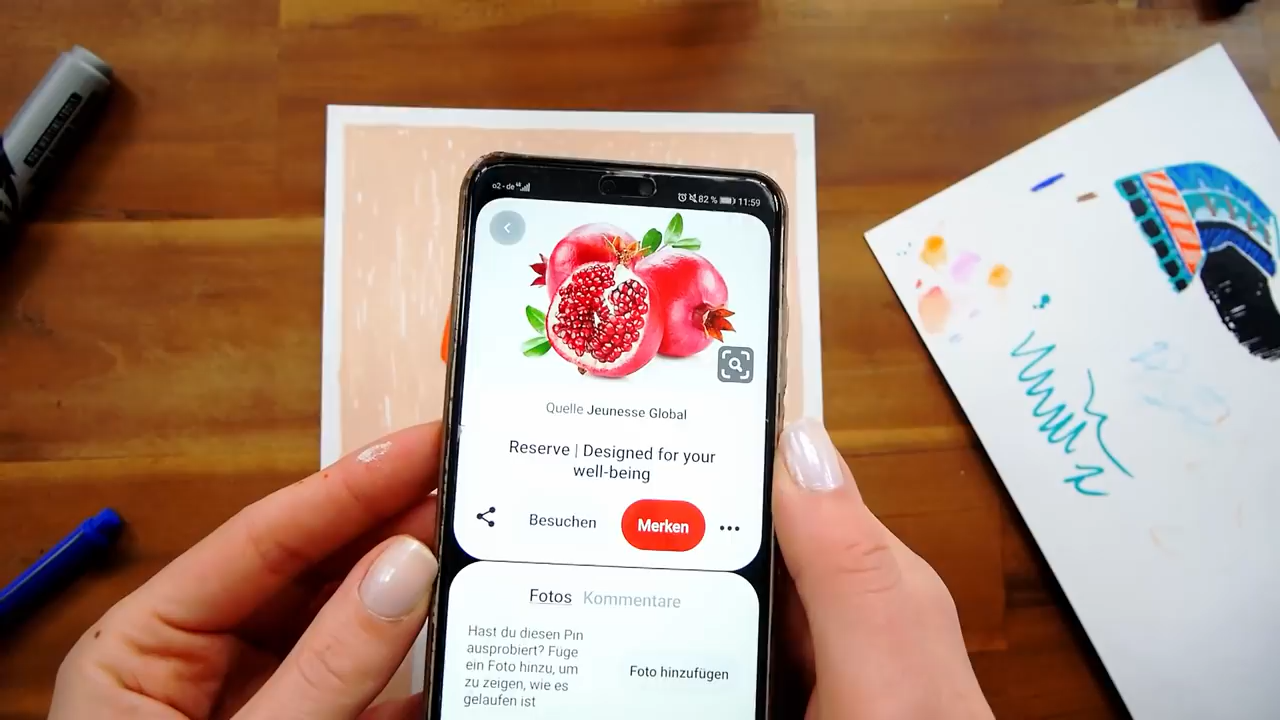 o2 - de 82 % 11:59
Quelle Jeunesse Global
Reserve | Designed for your
well-being
Besuchen Merken
Fotos Kommentare
Hast du diesen Pin
ausprobiert? Füge
ein Foto hinzu, um
zu zeigen, wie es
gelaufen ist
Foto hinzufügen